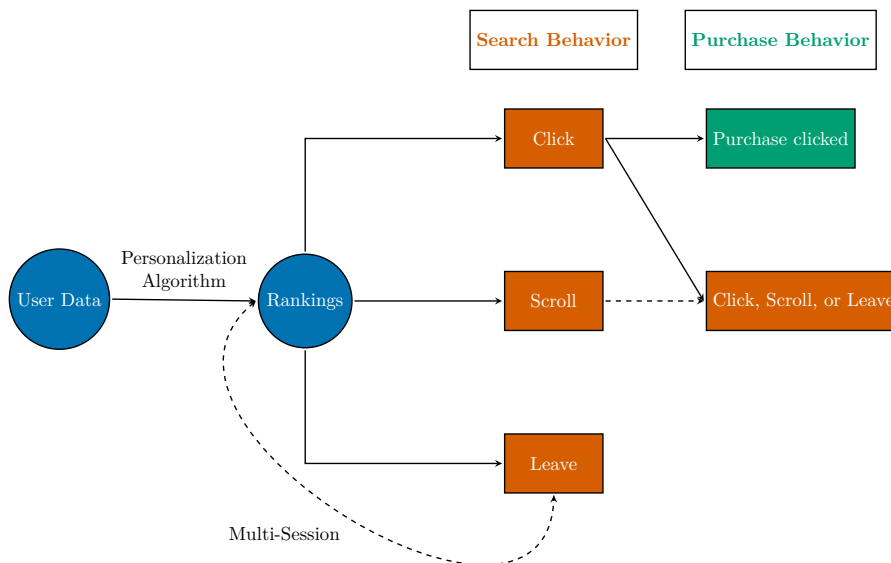 Search Behavior
Purchase Behavior
Click
Purchase clicked
Personalization
Algorithm
User Data
Rankings
Scroll
Click, Scroll, or Leave
Leave
Multi-Session